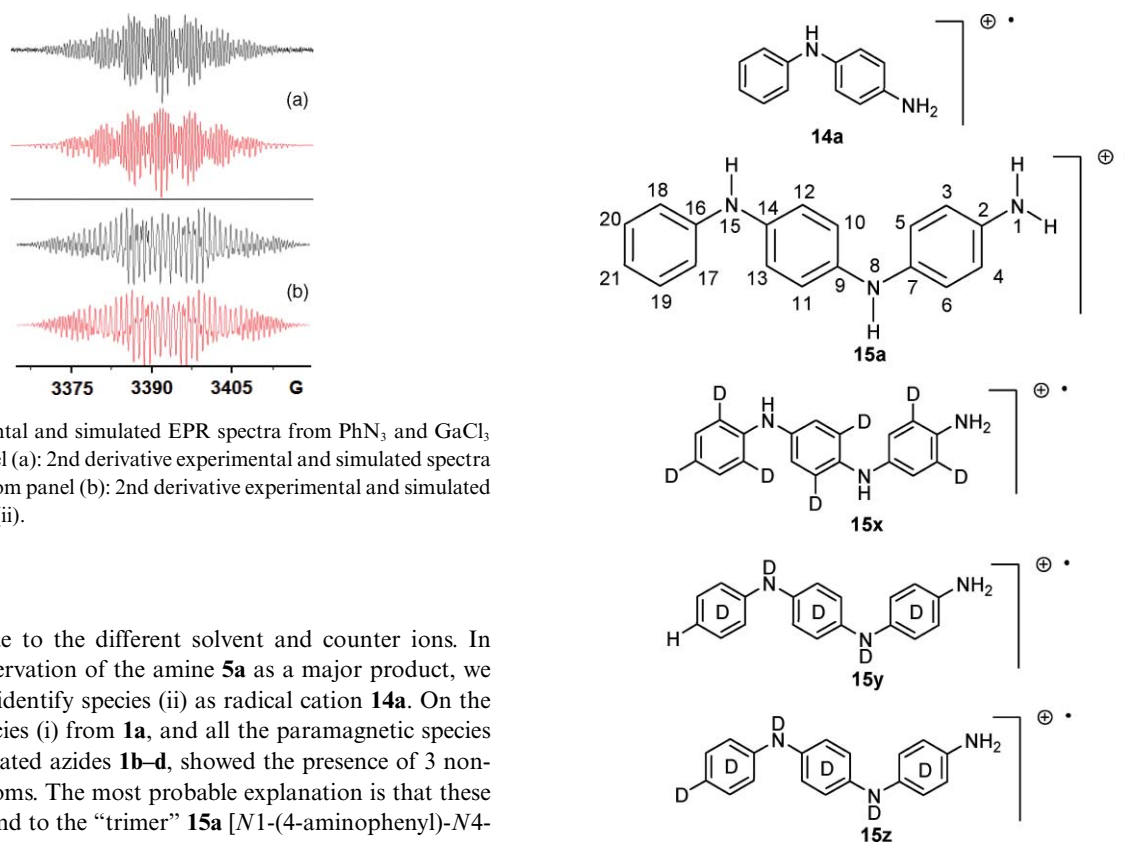 (a)
(b)
3375 3390 3405 G
ntal and simulated EPR spectra from PhN₃ and GaCl₃
el (a): 2nd derivative experimental and simulated spectra
om panel (b): 2nd derivative experimental and simulated
(ii).
ue to the different solvent and counter ions. In
ervation of the amine 5a as a major product, we
identify species (ii) as radical cation 14a. On the
cies (i) from 1a, and all the paramagnetic species
ated azides 1b–d, showed the presence of 3 non-
oms. The most probable explanation is that these
nd to the “trimer” 15a [N1-(4-aminophenyl)-N4-
H
N
NH₂
⊕ •
14a
H H
18 N 12 3 2 N
20 16 15 14 10 5 1 H
21 17 13 8 N 4
19 11 9 7 6
H
⊕
15a
D H D D NH₂
N
D D D N D
H
⊕ •
15x
D
N NH₂
D D D
H N
D
⊕ •
15y
D
N NH₂
D D D
D N
D
⊕ •
15z